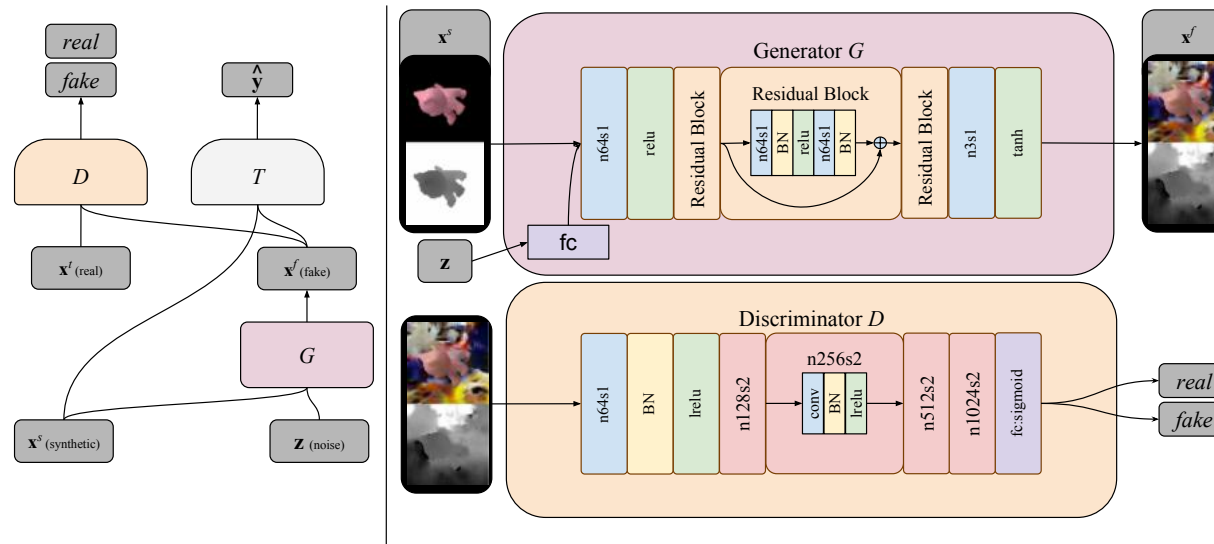 real
fake
ŷ
D
T
x^t (real)
x^f (fake)
G
x^s (synthetic)
z (noise)
x^s
Generator G
x^f
n64s1
relu
Residual Block
Residual Block
n64s1
BN
relu
n64s1
BN
⊕
Residual Block
n3s1
tanh
fc
z
Discriminator D
n64s1
BN
lrelu
n128s2
n256s2
conv
BN
lrelu
n512s2
n1024s2
fc:sigmoid
real
fake